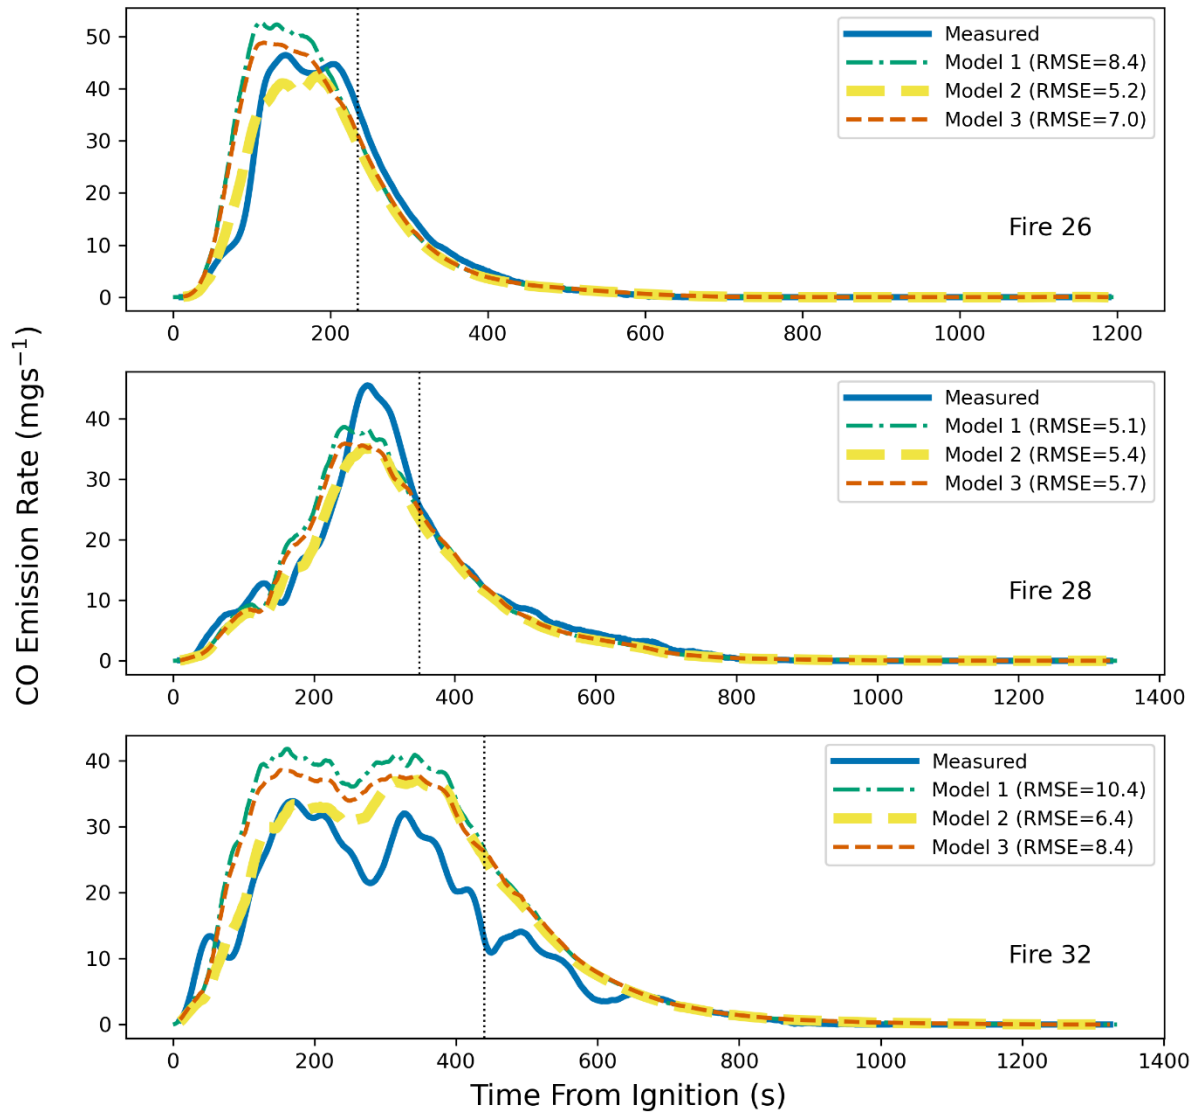 50
40
30
20
10
0
Measured
Model 1 (RMSE=8.4)
Model 2 (RMSE=5.2)
Model 3 (RMSE=7.0)
Fire 26
0 200 400 600 800 1000 1200
CO Emission Rate (mgs⁻¹)
40
30
20
10
0
Measured
Model 1 (RMSE=5.1)
Model 2 (RMSE=5.4)
Model 3 (RMSE=5.7)
Fire 28
0 200 400 600 800 1000 1200 1400
40
30
20
10
0
Measured
Model 1 (RMSE=10.4)
Model 2 (RMSE=6.4)
Model 3 (RMSE=8.4)
Fire 32
0 200 400 600 800 1000 1200 1400
Time From Ignition (s)